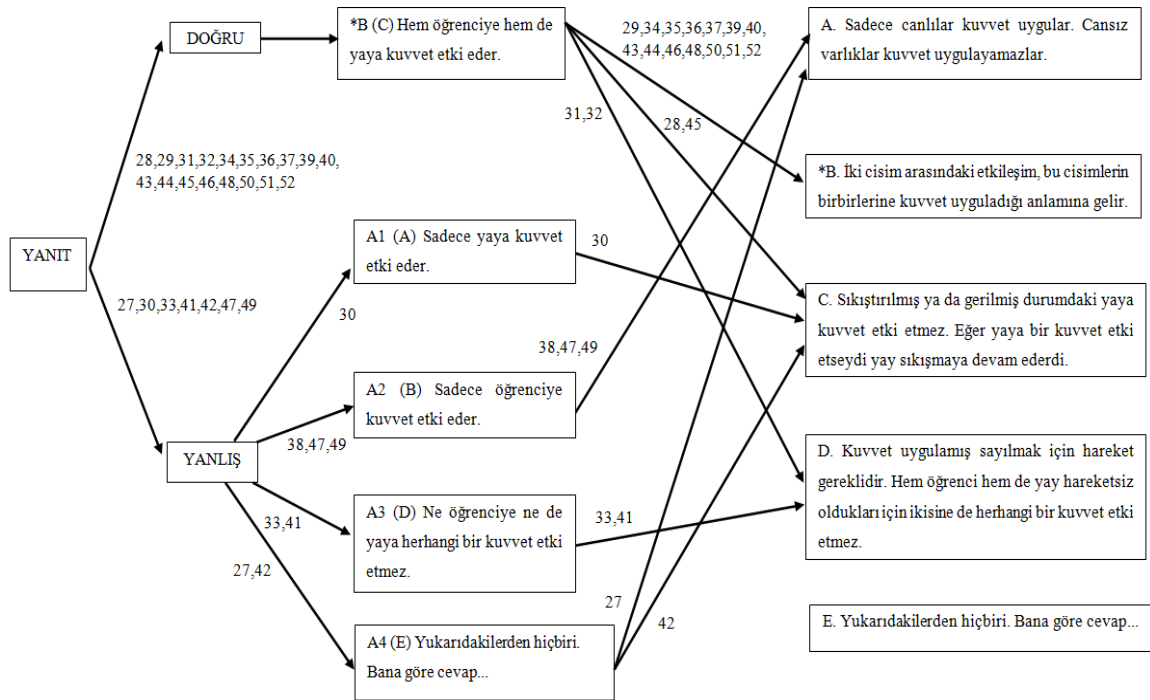 DOĞRU
*B (C) Hem öğrenciye hem de
yaya kuvvet etki eder.
29,34,35,36,37,39,40,
43,44,46,48,50,51,52
A. Sadece canlılar kuvvet uygular. Cansız
varlıklar kuvvet uygulayamazlar.
31,32
28,45
28,29,31,32,34,35,36,37,39,40,
43,44,45,46,48,50,51,52
*B. İki cisim arasındaki etkileşim, bu cisimlerin
birbirlerine kuvvet uyguladığı anlamına gelir.
YANIT
A1 (A) Sadece yaya kuvvet
etki eder.
30
27,30,33,41,42,47,49
30
C. Sıkıştırılmış ya da gerilmiş durumdaki yaya
kuvvet etki etmez. Eğer yaya bir kuvvet etki
etseydi yay sıkışmaya devam ederdi.
38,47,49
A2 (B) Sadece öğrenciye
kuvvet etki eder.
38,47,49
YANLIŞ
D. Kuvvet uygulamış sayılmak için hareket
gereklidir. Hem öğrenci hem de yay hareketsiz
oldukları için ikisine de herhangi bir kuvvet etki
etmez.
33,41
A3 (D) Ne öğrenciye ne de
yaya herhangi bir kuvvet etki
etmez.
33,41
27,42
27
42
A4 (E) Yukarıdakilerden hiçbiri.
Bana göre cevap...
E. Yukarıdakilerden hiçbiri. Bana göre cevap...